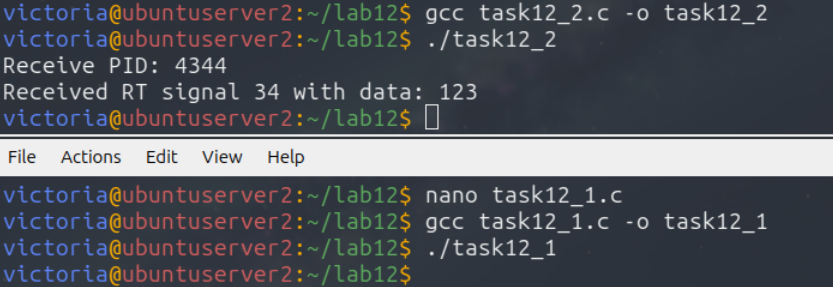 victoria@ubuntuserver2:~/lab12$ gcc task12_2.c -o task12_2
victoria@ubuntuserver2:~/lab12$ ./task12_2
Receive PID: 4344
Received RT signal 34 with data: 123
victoria@ubuntuserver2:~/lab12$
File Actions Edit View Help
victoria@ubuntuserver2:~/lab12$ nano task12_1.c
victoria@ubuntuserver2:~/lab12$ gcc task12_1.c -o task12_1
victoria@ubuntuserver2:~/lab12$ ./task12_1
victoria@ubuntuserver2:~/lab12$